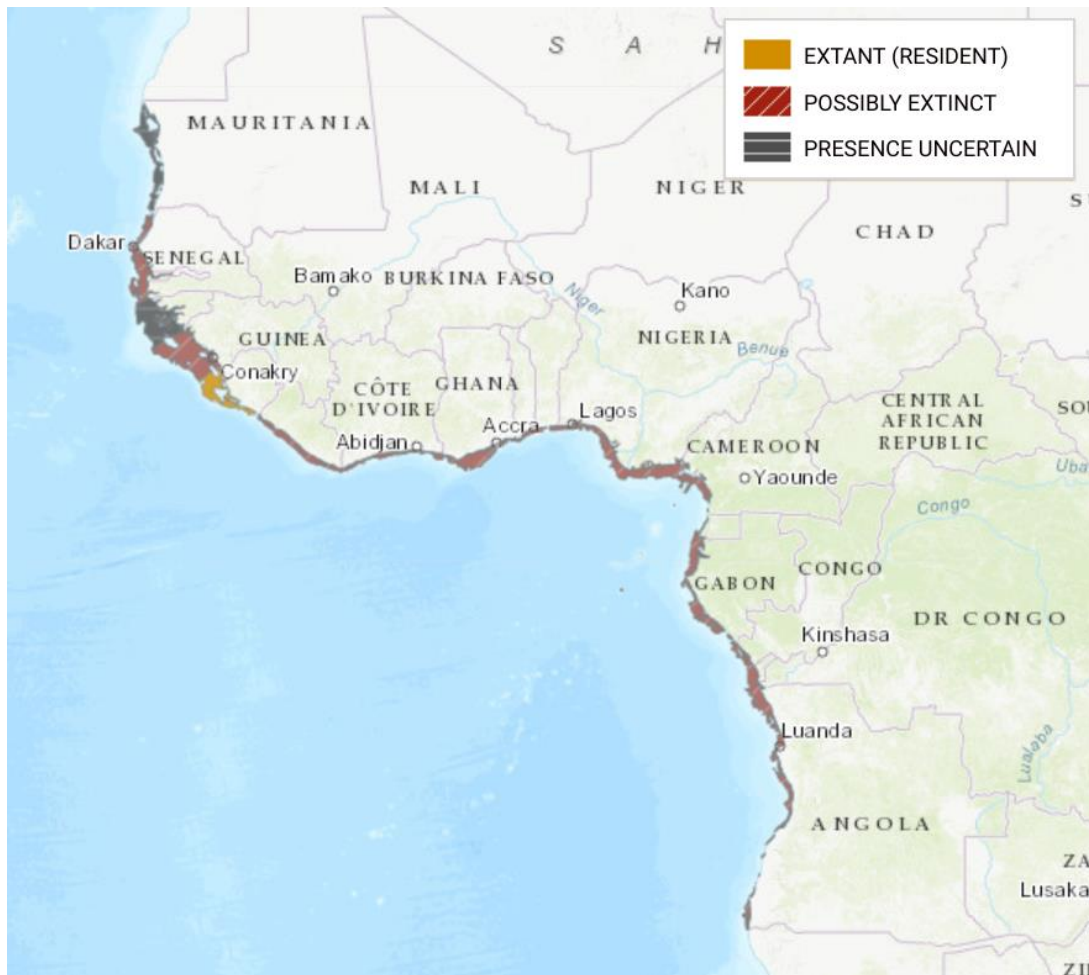 S A H
EXTANT (RESIDENT)
POSSIBLY EXTINCT
PRESENCE UNCERTAIN
MAURITANIA
MALI
NIGER
CHAD
Dakar
SENEGAL
Bamako
BURKINA FASO
Niger
Kano
GUINEA
NIGERIA
Benue
Conakry
CÔTE
D'IVOIRE
GHANA
Lagos
CENTRAL
AFRICAN
REPUBLIC
Abidjan
Accra
CAMEROON
Yaounde
Congo
GABON
CONGO
DR CONGO
Kinshasa
Luanda
Lualaba
ANGOLA
Lusaka